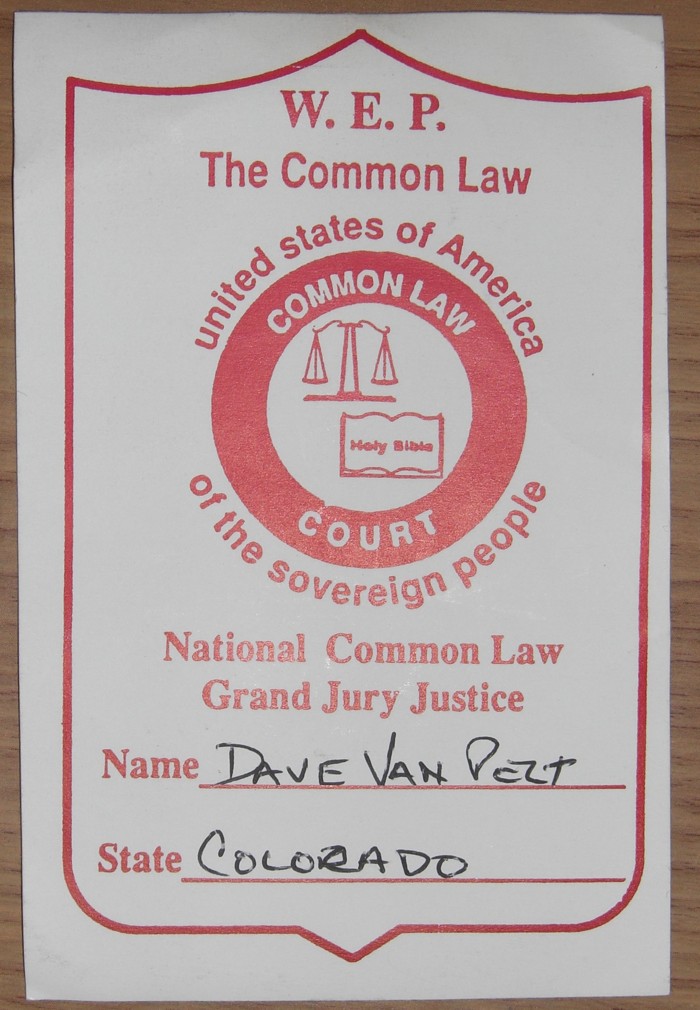 W. E. P.
The Common Law
united states of America
COMMON LAW
Holy Bible
COURT
of the sovereign people
National Common Law
Grand Jury Justice
Name DAVE VAN PELT
State COLORADO